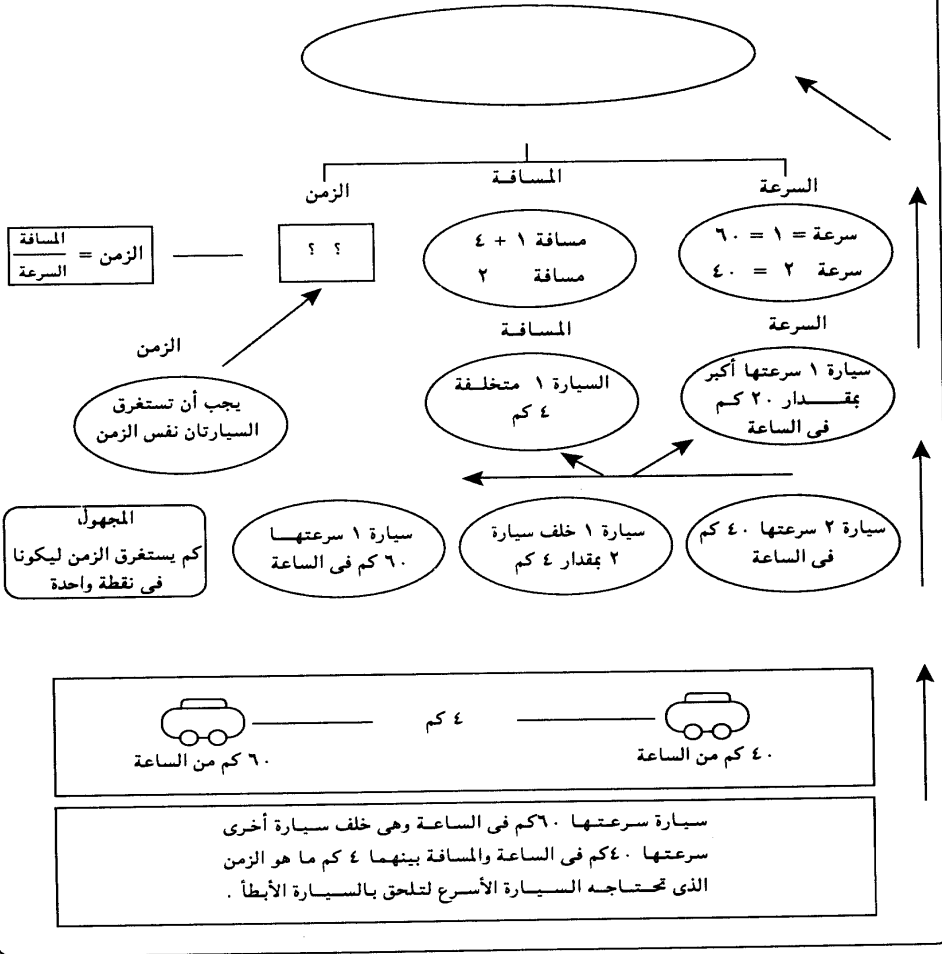 السرعة
المسافة
الزمن
سرعة = ١ = ٦٠
سرعة ٢ = ٤٠
مسافة ١ + ٤
مسافة ٢
؟ ؟
الزمن = المسافة
السرعة
السرعة
المسافة
الزمن
سيارة ١ سرعتها أكبر
بمقدار ٢٠ كم
فى الساعة
السيارة ١ متخلفة
٤ كم
يجب أن تستغرق
السيارتان نفس الزمن
سيارة ٢ سرعتها ٤٠ كم
فى الساعة
سيارة ١ خلف سيارة
٢ بمقدار ٤ كم
سيارة ١ سرعتها
٦٠ كم فى الساعة
المجهول
كم يستغرق الزمن ليكونا
فى نقطة واحدة
٤ كم
٤٠ كم من الساعة
٦٠ كم من الساعة
سيارة سرعتها ٦٠كم فى الساعة وهى خلف سيارة أخرى
سرعتها ٤٠كم فى الساعة والمسافة بينهما ٤ كم ما هو الزمن
الذى تحتاجه السيارة الأسرع لتلحق بالسيارة الأبطأ .